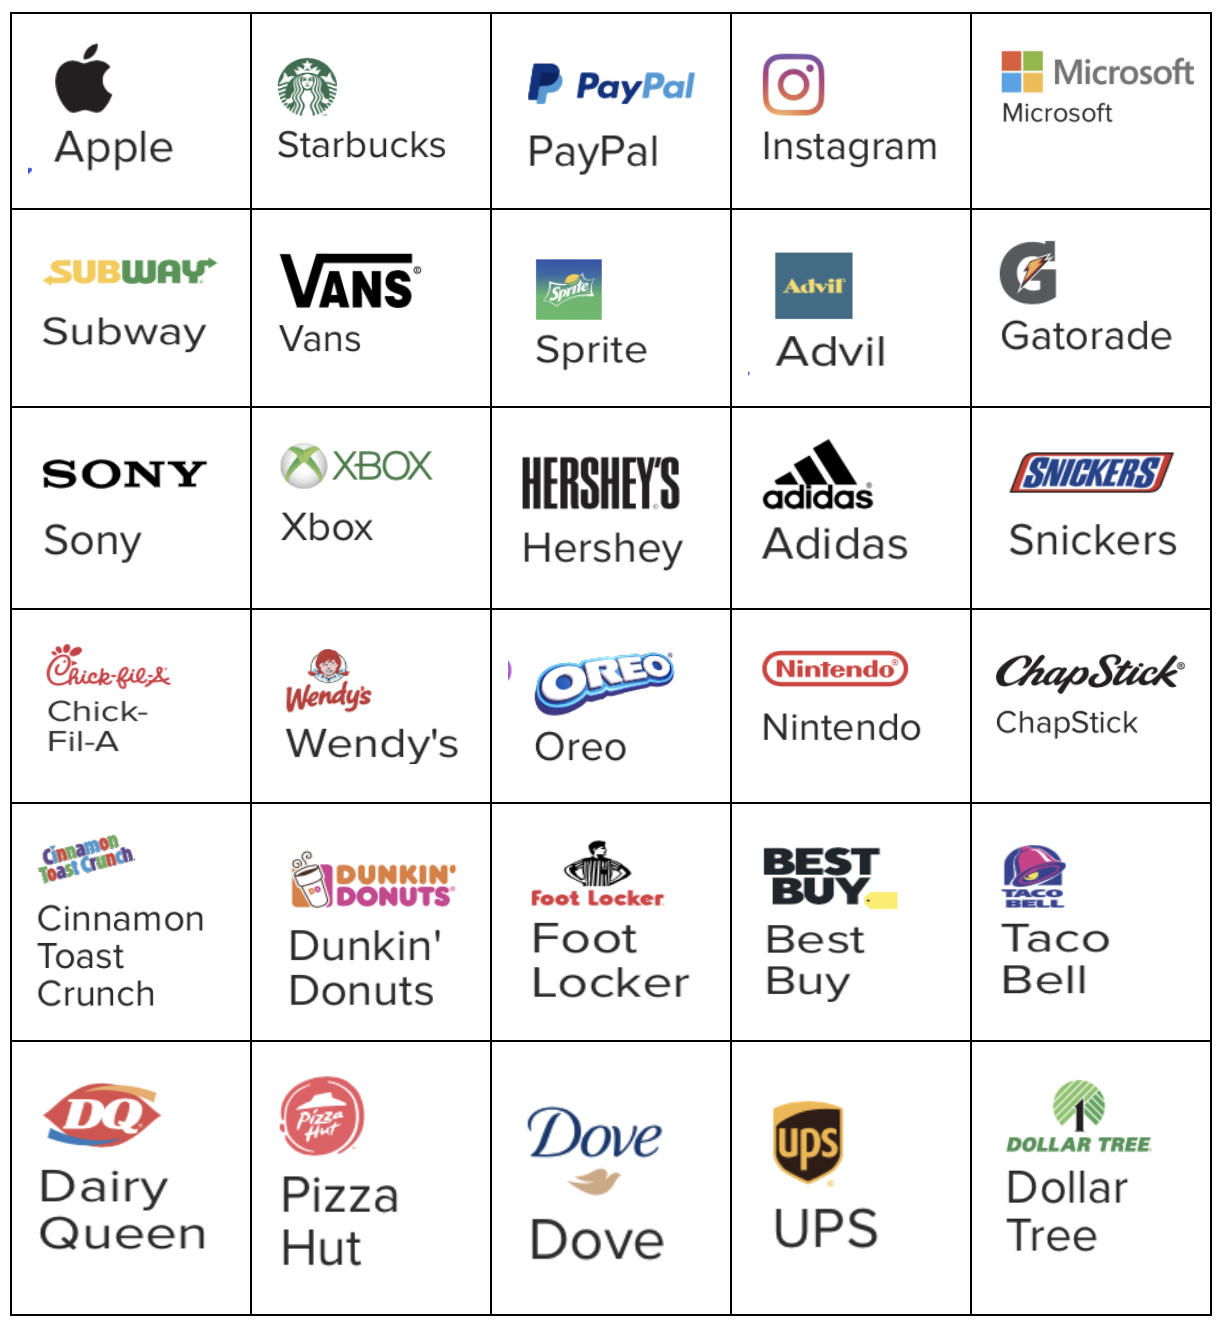 Apple
Starbucks
PayPal
PayPal
Instagram
Microsoft
Microsoft
SUBWAY
Subway
VANS®
Vans
Sprite
Sprite
Advil
Advil
G
Gatorade
SONY
Sony
XBOX
Xbox
HERSHEY'S
Hershey
adidas®
Adidas
SNICKERS
Snickers
Chick-fil-A
Chick-
Fil-A
Wendy's
Wendy's
OREO
Oreo
Nintendo®
Nintendo
ChapStick®
ChapStick
Cinnamon
Toast Crunch
Cinnamon
Toast
Crunch
DD
DUNKIN'
DONUTS
Dunkin'
Donuts
Foot Locker
Foot
Locker
BEST
BUY
Best
Buy
TACO
BELL
Taco
Bell
DQ
Dairy
Queen
Pizza
Hut
Pizza
Hut
Dove
Dove
ups
UPS
DOLLAR TREE
Dollar
Tree